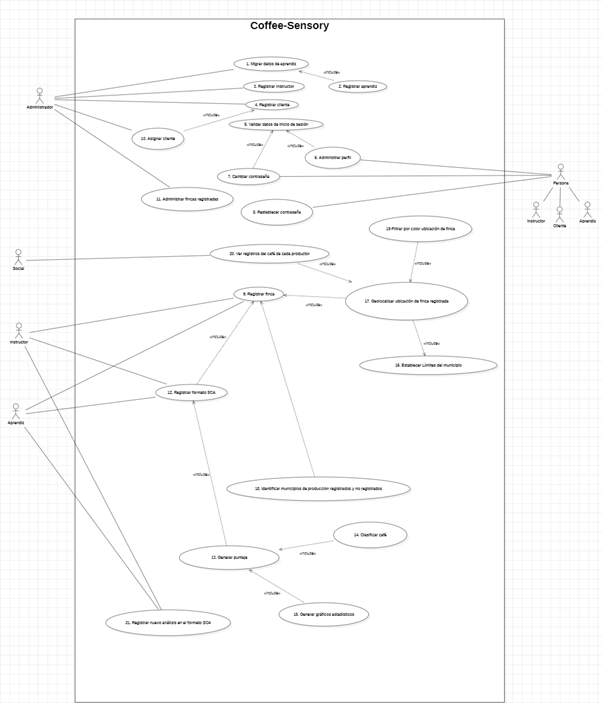 Coffee-Sensory
1. Migrar datos de aprendiz
<include>
2. Registrar aprendiz
3. Registrar instructor
4. Registrar cliente
Administrador
<include>
5. Validar datos de inicio de sesión
10. Asignar cliente
<include>
<include>
6. Administrar perfil
7. Cambiar contraseña
Persona
11. Administrar fincas registradas
8. Restablecer contraseña
Instructor
Cliente
Aprendiz
19 Filtrar por color ubicación de finca
20. Ver registros del café de cada productor
Social
<include>
<include>
9. Registrar finca
17. Geolocalizar ubicación de finca registrada
<include>
Instructor
<include>
<include>
Establecer Límites del municipio
12. Registrar formato SCA
Aprendiz
<include>
Identificar municipios de produccion registrados y no registrados
14. Clasificar café
<include>
13. Generar puntaje
<include>
Generar gráficos estadísticos
21. Registrar nuevo análisis en el formato SCA